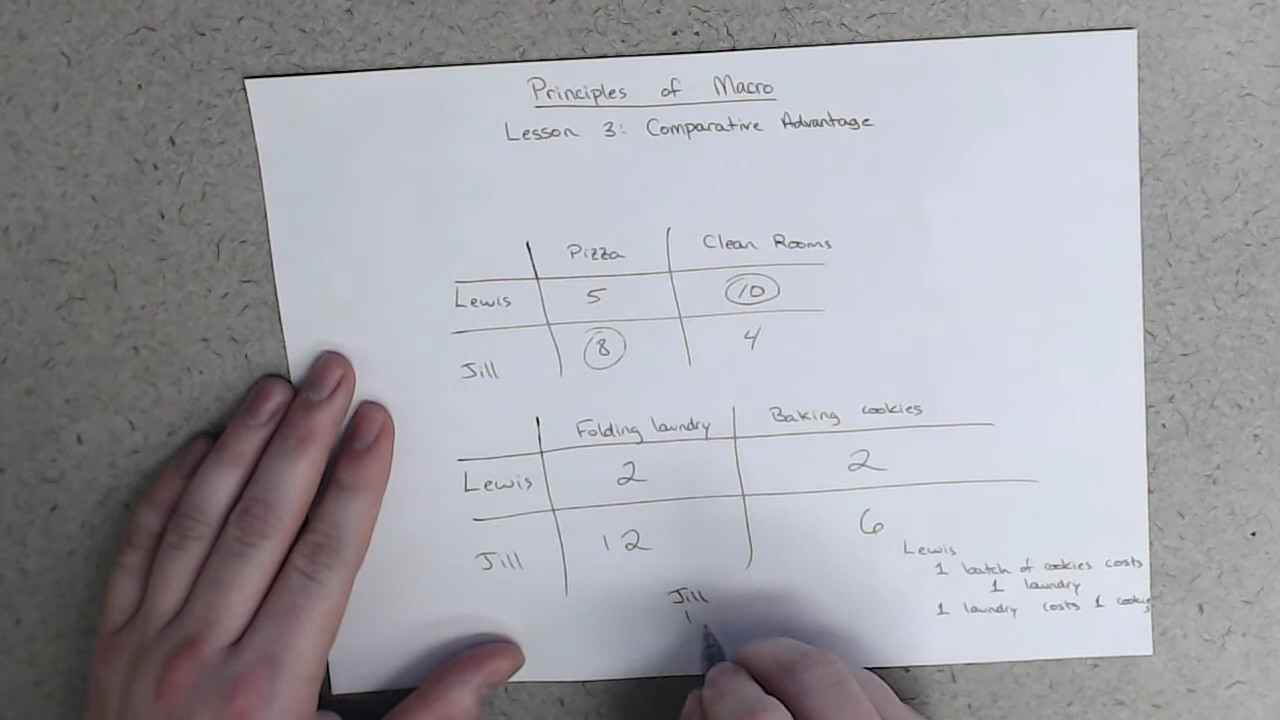 Principles of Macro
Lesson 3: Comparative Advantage
Pizza Clean Rooms
Lewis 5 10
Jill 8 4
Folding laundry Baking cookies
Lewis 2 2
Jill 12 6
Lewis
1 batch of cookies costs
1 laundry
1 laundry costs 1 cookies
Jill
1